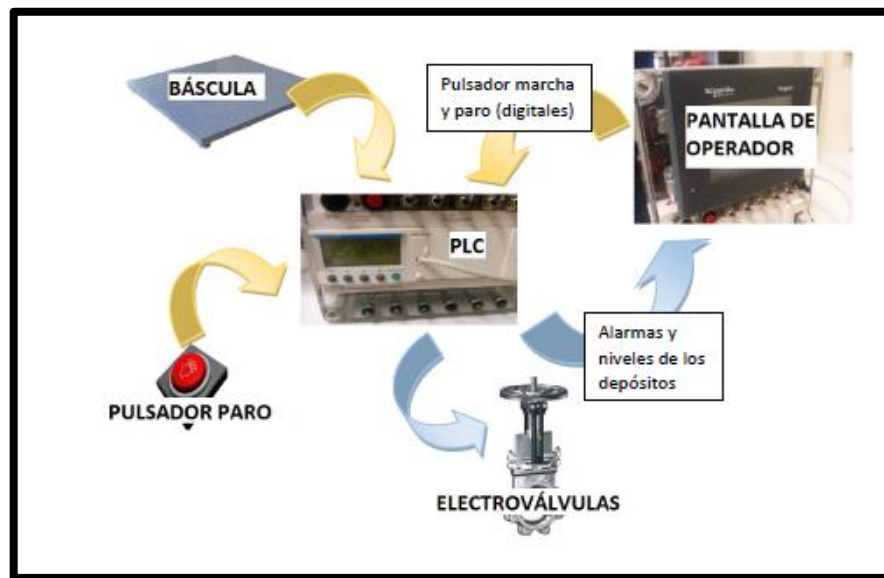 BÁSCULA
Pulsador marcha
y paro (digitales)
PANTALLA DE
OPERADOR
PLC
PULSADOR PARO
Alarmas y
niveles de los
depósitos
ELECTROVÁLVULAS